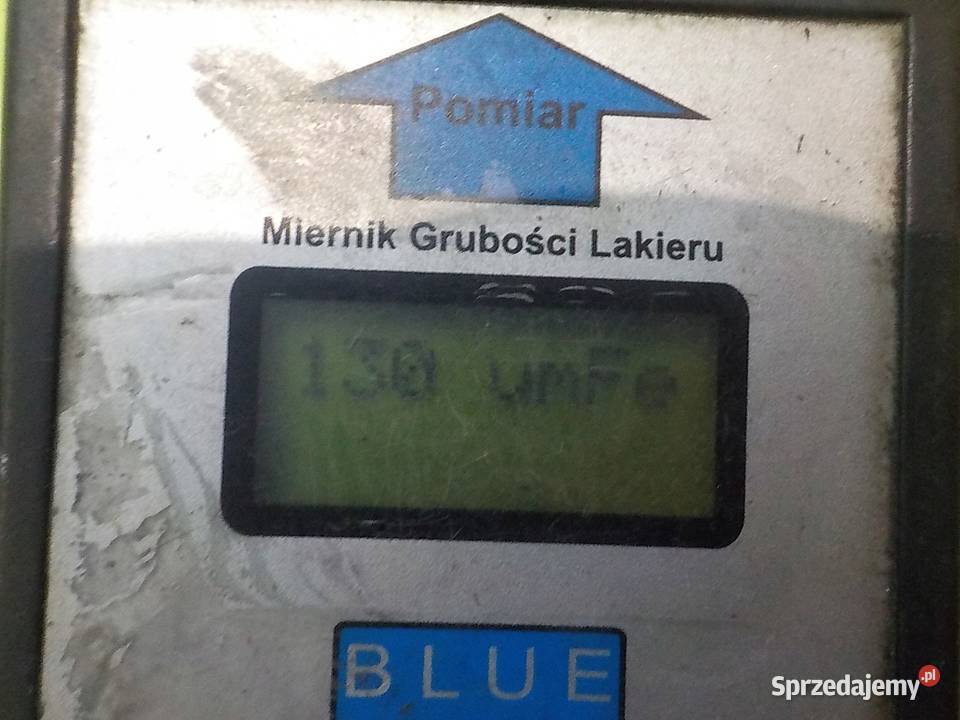 Pomiar
Miernik Grubości Lakieru
130 umFe
BLUE
Sprzedajemy.pl